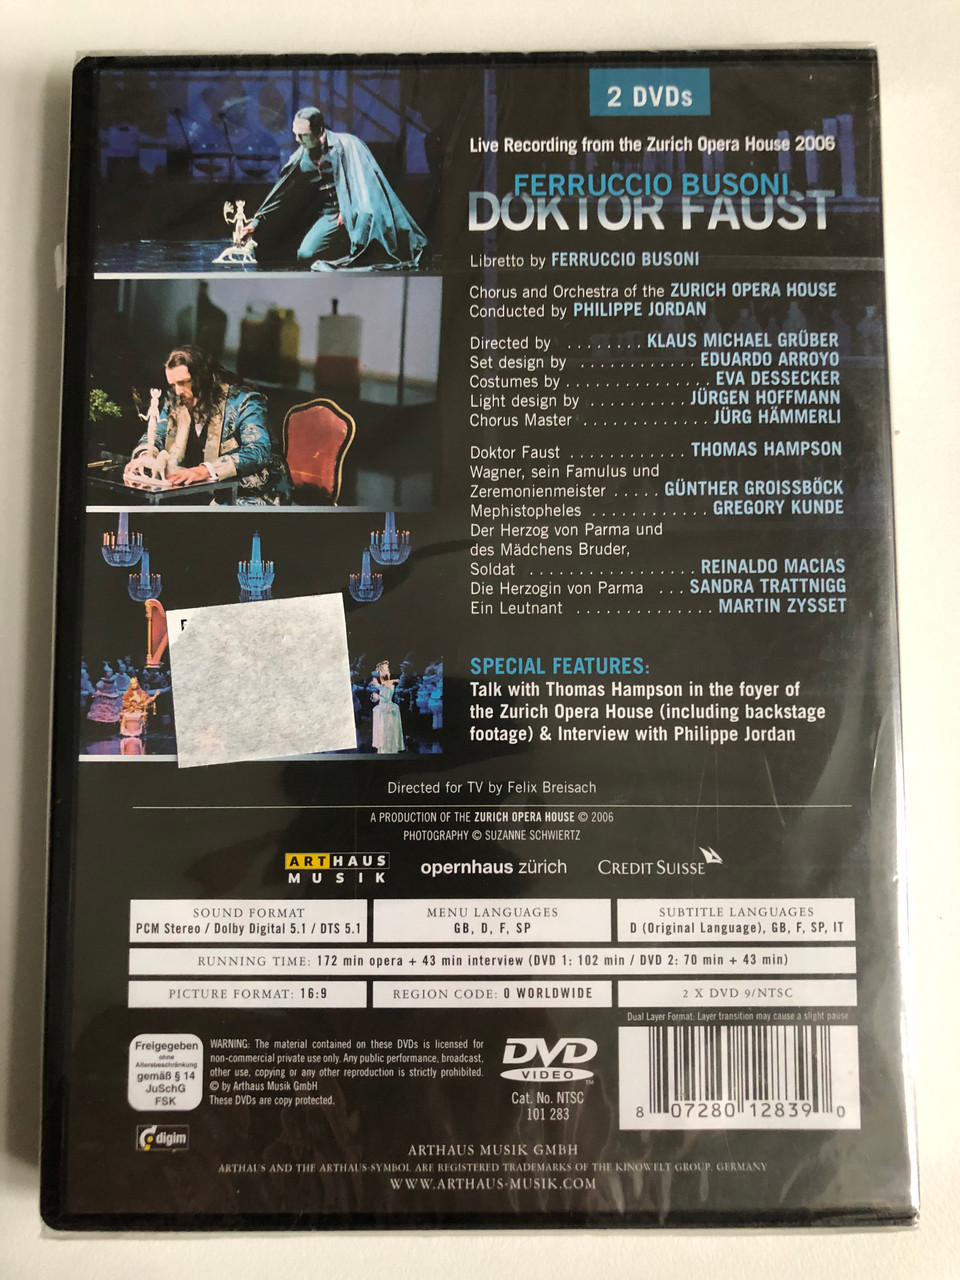 2 DVDs
Live Recording from the Zurich Opera House 2006
FERRUCCIO BUSONI
DOKTOR FAUST
Libretto by FERRUCCIO BUSONI
Chorus and Orchestra of the ZURICH OPERA HOUSE
Conducted by PHILIPPE JORDAN
Directed by ........ KLAUS MICHAEL GRÜBER
Set design by ............ EDUARDO ARROYO
Costumes by ............... EVA DESSECKER
Light design by .......... JÜRGEN HOFFMANN
Chorus Master ............. JÜRG HÄMMERLI
Doktor Faust ............ THOMAS HAMPSON
Wagner, sein Famulus und
Zeremonienmeister ..... GÜNTHER GROISSBÖCK
Mephistopheles ............ GREGORY KUNDE
Der Herzog von Parma und
des Mädchens Bruder,
Soldat ................. REINALDO MACIAS
Die Herzogin von Parma ... SANDRA TRATTNIGG
Ein Leutnant .............. MARTIN ZYSSET
SPECIAL FEATURES:
Talk with Thomas Hampson in the foyer of
the Zurich Opera House (including backstage
footage) & Interview with Philippe Jordan
Directed for TV by Felix Breisach
A PRODUCTION OF THE ZURICH OPERA HOUSE © 2006
PHOTOGRAPHY © SUZANNE SCHWIERTZ
ARTHAUS
MUSIK
opernhaus zürich
CREDIT SUISSE
SOUND FORMAT
PCM Stereo / Dolby Digital 5.1 / DTS 5.1
MENU LANGUAGES
GB, D, F, SP
SUBTITLE LANGUAGES
D (Original Language), GB, F, SP, IT
RUNNING TIME: 172 min opera + 43 min interview (DVD 1: 102 min / DVD 2: 70 min + 43 min)
PICTURE FORMAT: 16:9
REGION CODE: 0 WORLDWIDE
2 X DVD 9/NTSC
Dual Layer Format: Layer transition may cause a slight pause
Freigegeben
ohne
Altersbeschränkung
gemäß § 14
JuSchG
FSK
WARNING: The material contained on these DVDs is licensed for
non-commercial private use only. Any public performance, broadcast,
other use, copying or any other reproduction is strictly prohibited.
© by Arthaus Musik GmbH
These DVDs are copy protected.
DVD
VIDEO
TM
Cat. No. NTSC
101 283
8 07280 12839 0
digim
ARTHAUS MUSIK GMBH
ARTHAUS AND THE ARTHAUS-SYMBOL ARE REGISTERED TRADEMARKS OF THE KINOWELT GROUP, GERMANY
WWW.ARTHAUS-MUSIK.COM